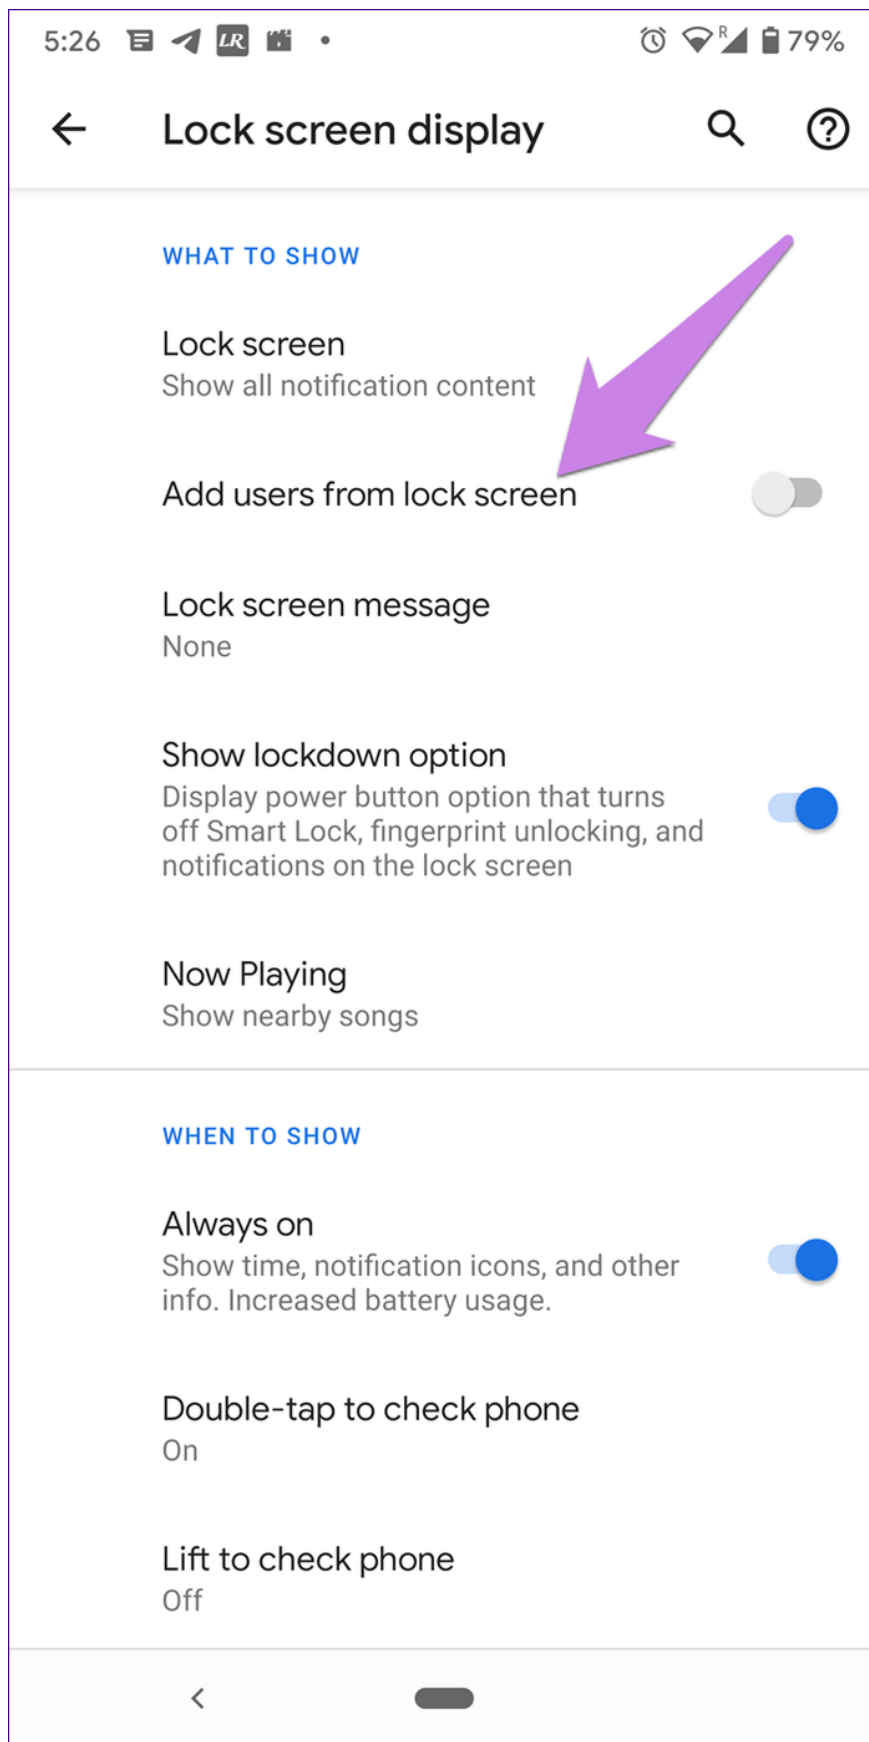 5:26 LR R 79%
Lock screen display
WHAT TO SHOW
Lock screen
Show all notification content
Add users from lock screen
Lock screen message
None
Show lockdown option
Display power button option that turns
off Smart Lock, fingerprint unlocking, and
notifications on the lock screen
Now Playing
Show nearby songs
WHEN TO SHOW
Always on
Show time, notification icons, and other
info. Increased battery usage.
Double-tap to check phone
On
Lift to check phone
Off